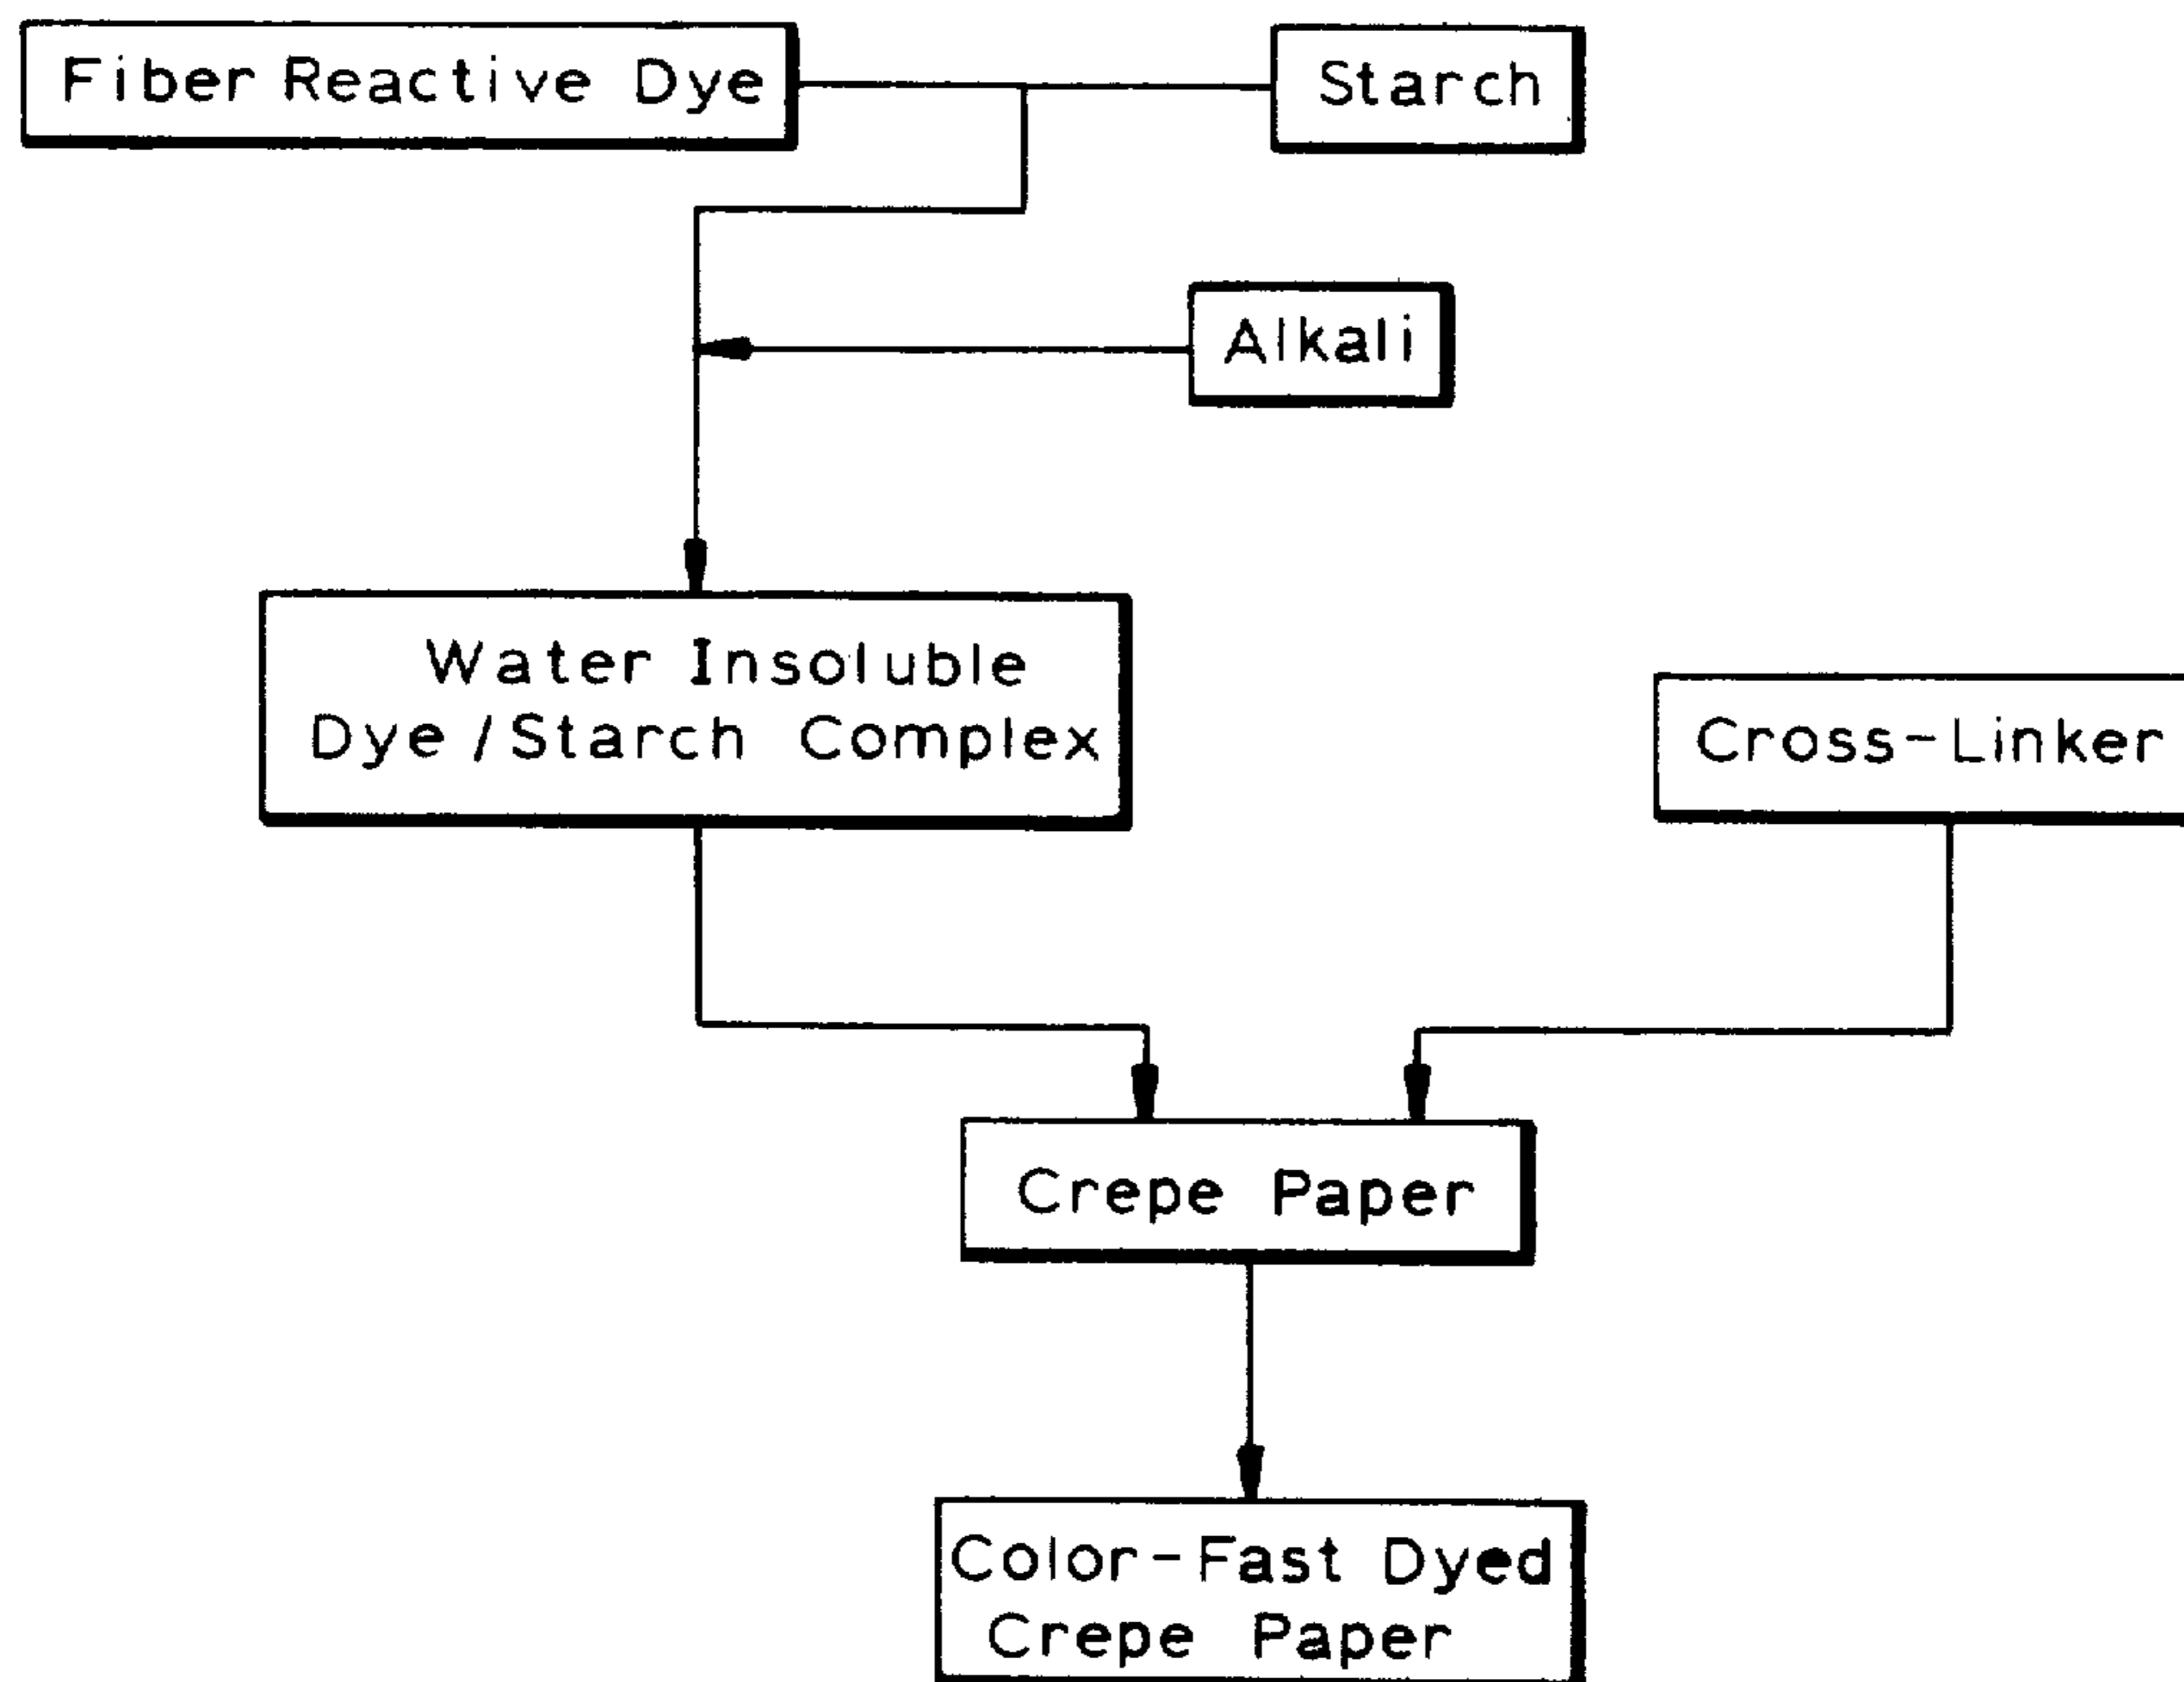 Fiber Reactive Dye
Starch
Alkali
Water Insoluble
Dye/Starch Complex
Cross-Linker
Crepe Paper
Color-Fast Dyed
Crepe Paper